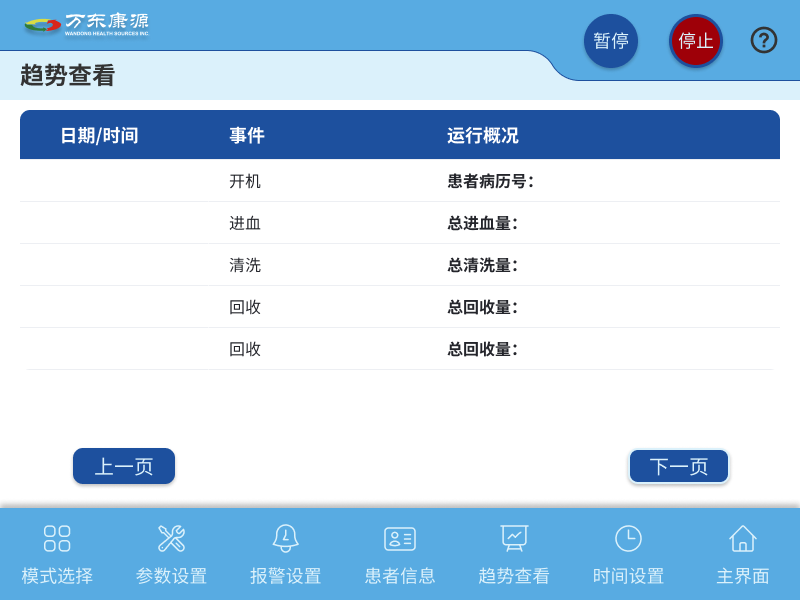 万东康源
WANDONG HEALTH SOURCES INC.
暂停
停止
?
趋势查看
日期/时间 事件 运行概况
开机 患者病历号：
进血 总进血量：
清洗 总清洗量：
回收 总回收量：
回收 总回收量：
上一页 下一页
模式选择 参数设置 报警设置 患者信息 趋势查看 时间设置 主界面